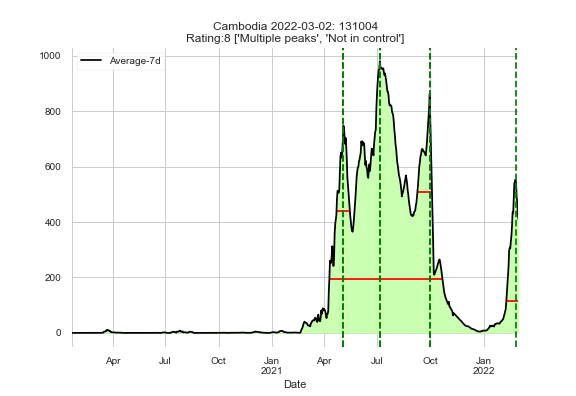 Cambodia 2022-03-02: 131004
Rating:8 ['Multiple peaks', 'Not in control']
1000
Average-7d
800
600
400
200
0
Apr Jul Oct Jan Apr Jul Oct Jan
2021 2022
Date